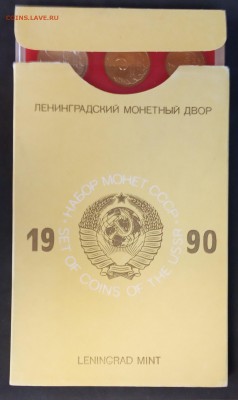 COINS.LAVE.RU
ЛЕНИНГРАДСКИЙ МОНЕТНЫЙ ДВОР
·НАБОР МОНЕТ СССР·
19 90
SET OF COINS OF THE USSR
LENINGRAD MINT